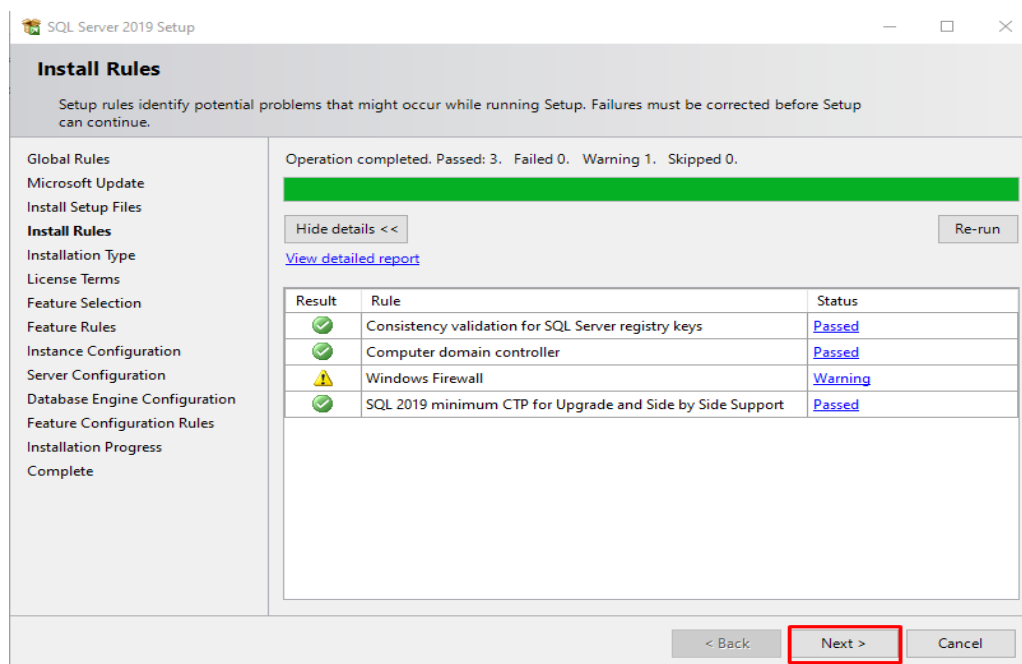 SQL Server 2019 Setup
Install Rules
Setup rules identify potential problems that might occur while running Setup. Failures must be corrected before Setup
can continue.
Global Rules
Microsoft Update
Install Setup Files
Install Rules
Installation Type
License Terms
Feature Selection
Feature Rules
Instance Configuration
Server Configuration
Database Engine Configuration
Feature Configuration Rules
Installation Progress
Complete
Operation completed. Passed: 3. Failed 0. Warning 1. Skipped 0.
Hide details << Re-run
View detailed report
Result Rule Status
Consistency validation for SQL Server registry keys Passed
Computer domain controller Passed
Windows Firewall Warning
SQL 2019 minimum CTP for Upgrade and Side by Side Support Passed
< Back Next > Cancel